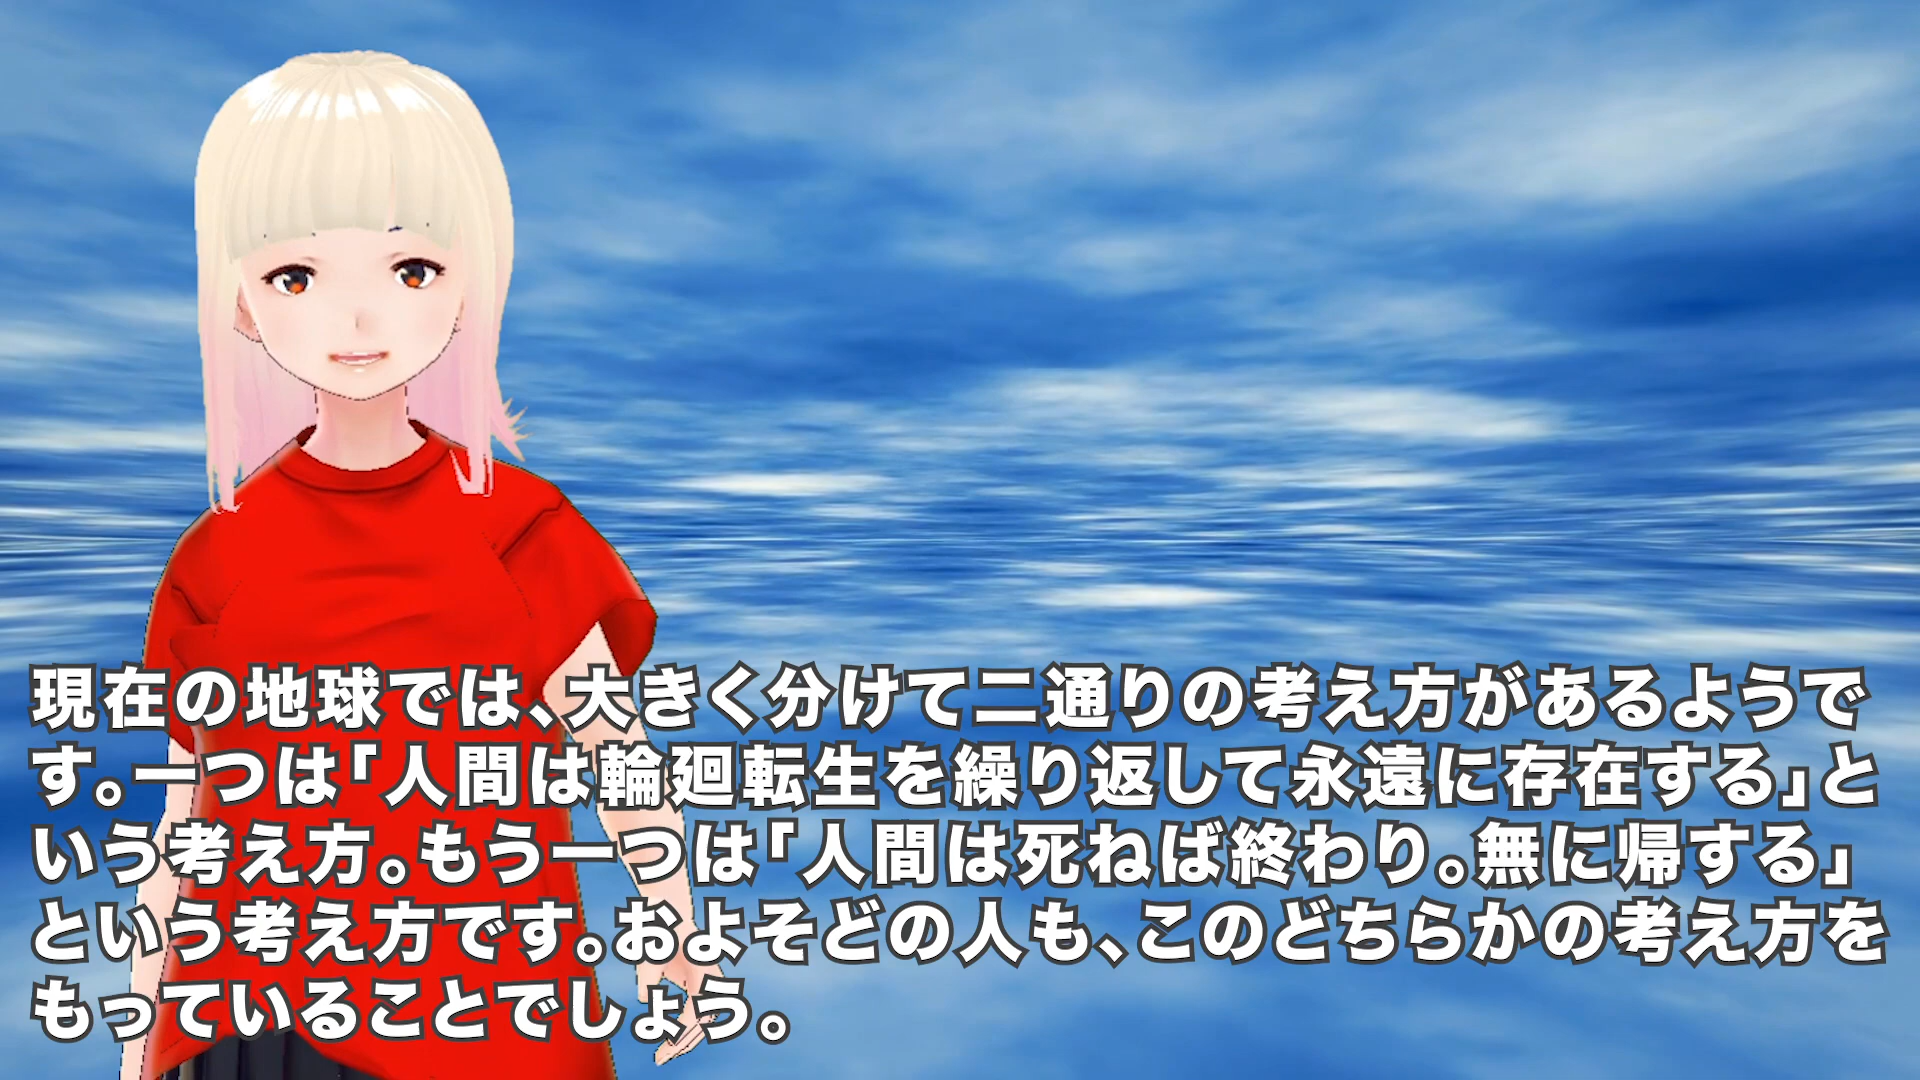 現在の地球では、大きく分けて二通りの考え方があるようで
す。一つは「人間は輪廻転生を繰り返して永遠に存在する」と
いう考え方。もう一つは「人間は死ねば終わり。無に帰する」
という考え方です。およそどの人も、このどちらかの考え方を
もっていることでしょう。